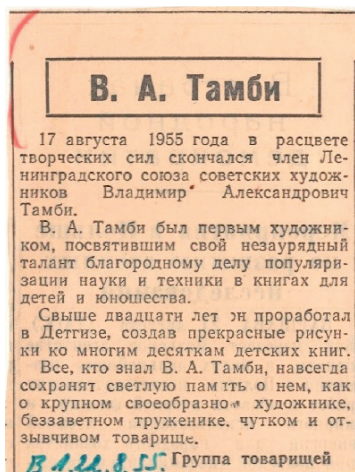 В. А. Тамби
17 августа 1955 года в расцвете
творческих сил скончался член Ле-
нинградского союза советских худож-
ников Владимир Александрович
Тамби.
В. А. Тамби был первым художни-
ком, посвятившим свой незаурядный
талант благородному делу популяри-
зации науки и техники в книгах для
детей и юношества.
Свыше двадцати лет он проработал
в Детгизе, создав прекрасные рисун-
ки ко многим десяткам детских книг.
Все, кто знал В. А. Тамби, навсегда
сохранят светлую память о нем, как
о крупном своеобразном художнике,
беззаветном труженике, чутком и от-
зывчивом товарище.
Группа товарищей
22.8.55.